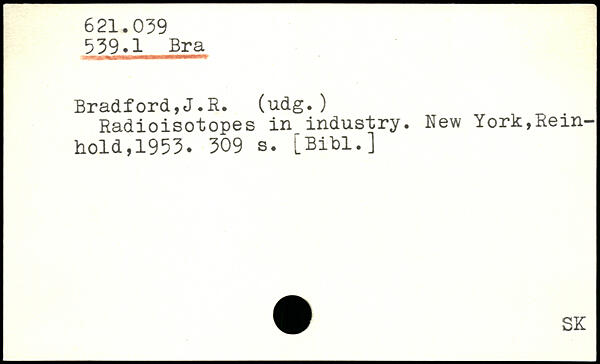 621.039
539.1 Bra
Bradford,J.R. (udg.)
Radioisotopes in industry. New York,Rein-
hold,1953. 309 s. [Bibl.]
SK